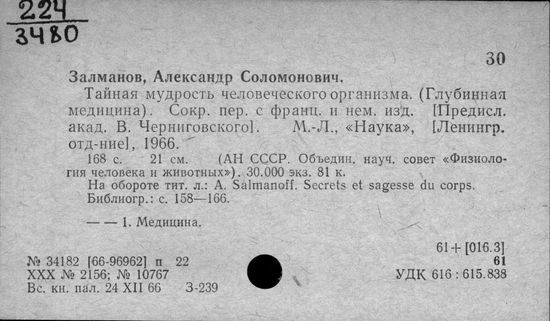 224
3480
30
Залманов, Александр Соломонович.
Тайная мудрость человеческого организма. (Глубинная
медицина). Сокр. пер. с франц. и нем. изд. [Предисл.
акад. В. Черниговского]. М.-Л., «Наука», [Ленингр.
отд-ние], 1966.
168 с. 21 см. (АН СССР. Объедин. науч. совет «Физиоло-
гия человека и животных»). 30.000 экз. 81 к.
На обороте тит. л.: A. Salmanoff. Secrets et sagesse du corps.
Библиогр.: с. 158—166.
— — 1. Медицина.
61+[016.3]
№ 34182 [66-96962] п 22
61
XXX № 2156; № 10767
УДК 616 : 615.838
Вс. кн. пал. 24 XII 66 З-239